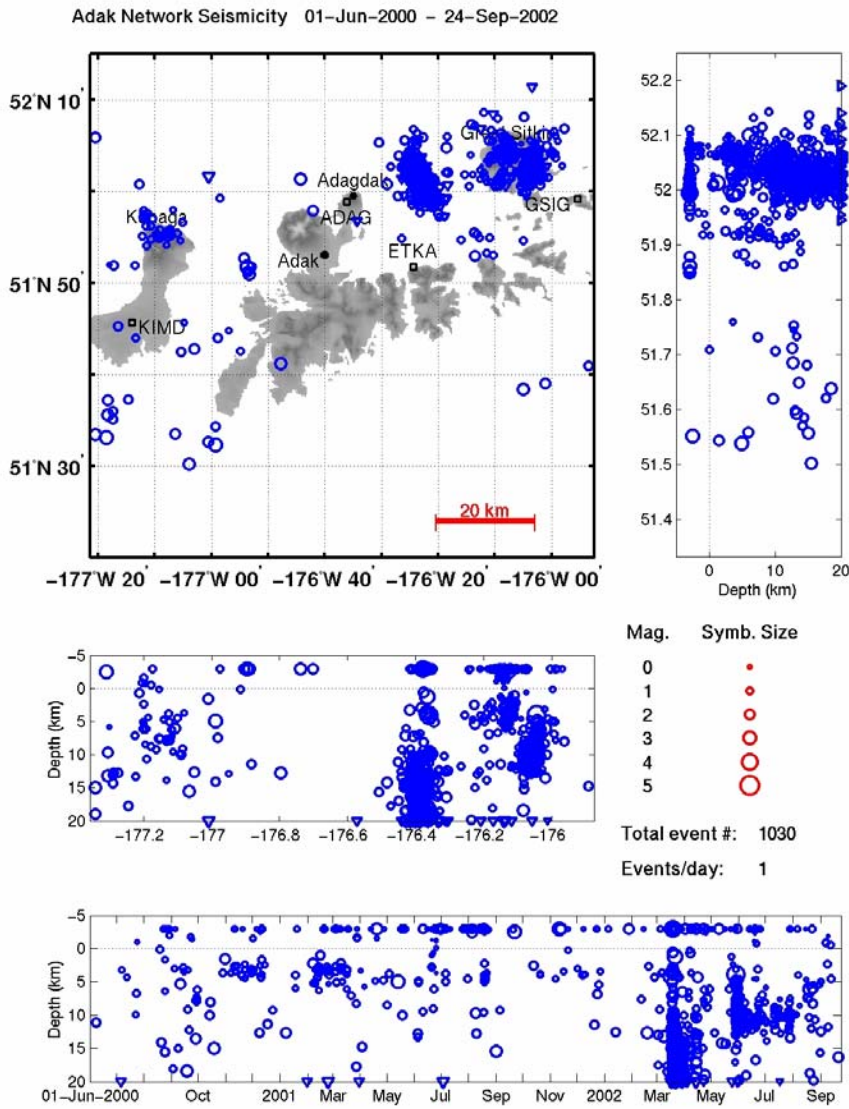 Adak Network Seismicity 01-Jun-2000 - 24-Sep-2002
52°N 10'
51°N 50'
51°N 30'
-177°W 20'
-177°W 00'
-176°W 40'
-176°W 20'
-176°W 00'
Adagdak
ADAG
Adak
ETKA
GSIG
KIMD
20 km
52.2
52.1
52
51.9
51.8
51.7
51.6
51.5
51.4
0 10 20
Depth (km)
Mag. Symb. Size
0
1
2
3
4
5
Total event #: 1030
Events/day: 1
Depth (km)
-5
0
5
10
15
20
-177.2 -177 -176.8 -176.6 -176.4 -176.2 -176
Depth (km)
-5
0
5
10
15
20
01-Jun-2000 Oct 2001 Mar May Jul Sep Nov 2002 Mar May Jul Sep